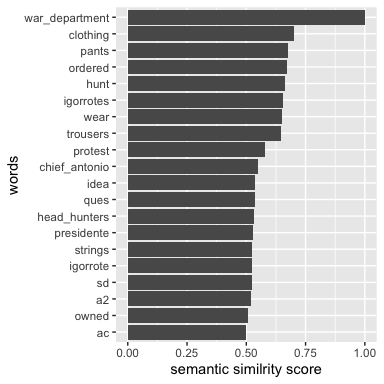 war_department
clothing
pants
ordered
hunt
igorrotes
wear
trousers
protest
chief_antonio
idea
ques
head_hunters
presidente
strings
igorrote
sd
a2
owned
ac
words
0.00 0.25 0.50 0.75 1.00
semantic similrity score